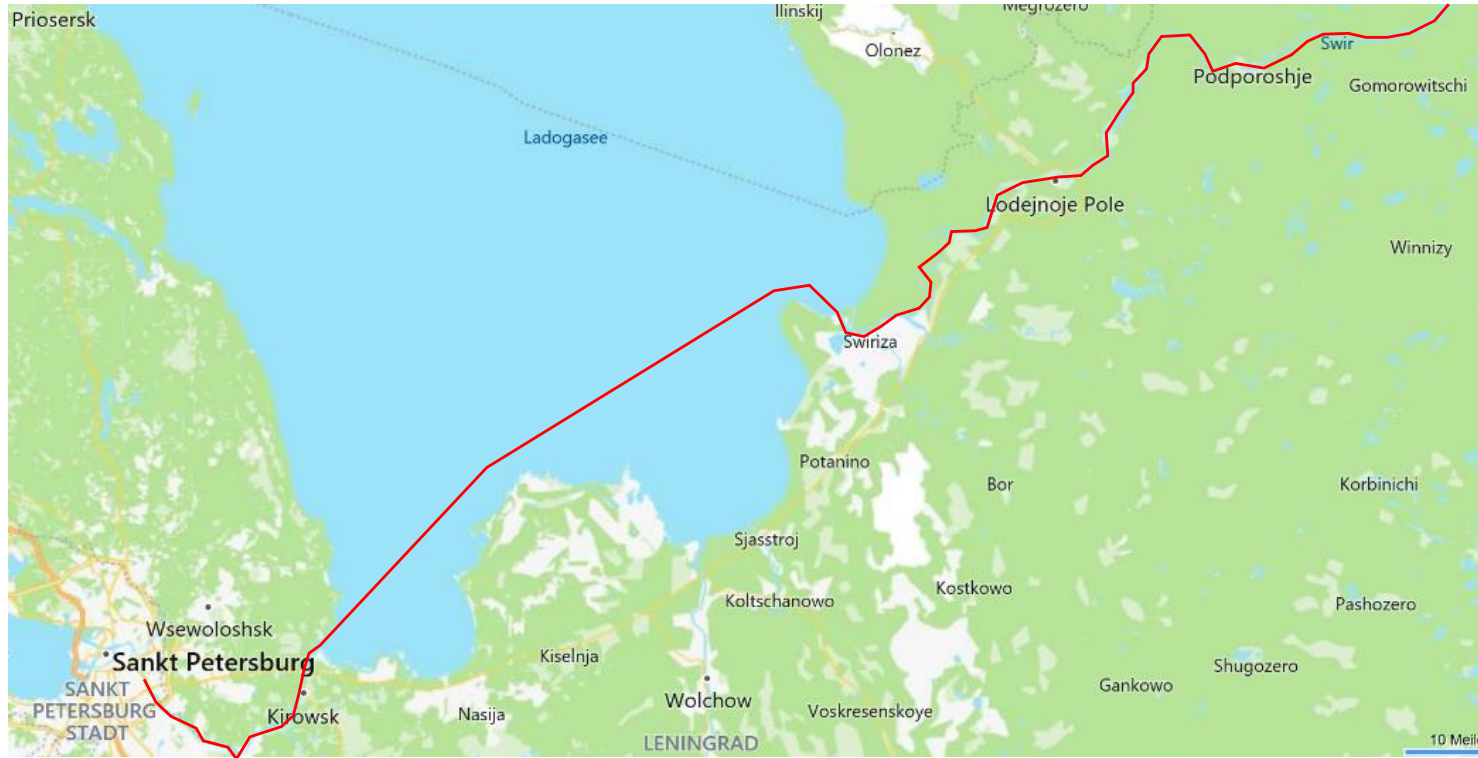 Priosersk
Ilinskij
Megrozero
Olonez
Swir
Podporoshje
Gomorowitschi
Ladogasee
Lodejnoje Pole
Winnizy
Swiriza
Potanino
Bor
Korbinichi
Sjasstroj
Kostkowo
Koltschanowo
Pashozero
Wsewoloshsk
Kiselnja
Sankt Petersburg
Shugozero
SANKT
PETERSBURG
STADT
Gankowo
Wolchow
Kirowsk
Nasija
Voskresenskoye
LENINGRAD
10 Meile